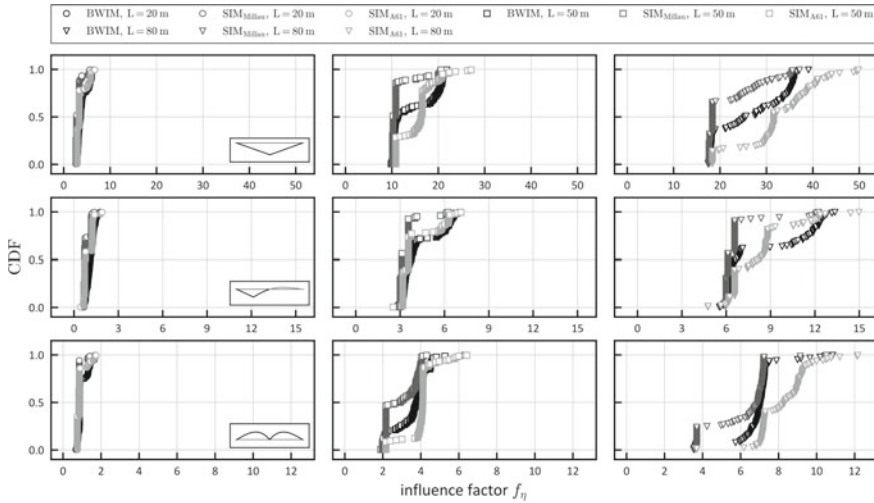 BWIM, L = 20 m SIM_Millau, L = 20 m SIM_A61, L = 20 m BWIM, L = 50 m SIM_Millau, L = 50 m SIM_A61, L = 50 m
BWIM, L = 80 m SIM_Millau, L = 80 m SIM_A61, L = 80 m
1.0
0.5
0.0
0 10 20 30 40 50 0 10 20 30 40 50 0 10 20 30 40 50
1.0
CDF
0.5
0.0
0 3 6 9 12 15 0 3 6 9 12 15 0 3 6 9 12 15
1.0
0.5
0.0
0 2 4 6 8 10 12 0 2 4 6 8 10 12 0 2 4 6 8 10 12
influence factor f_η